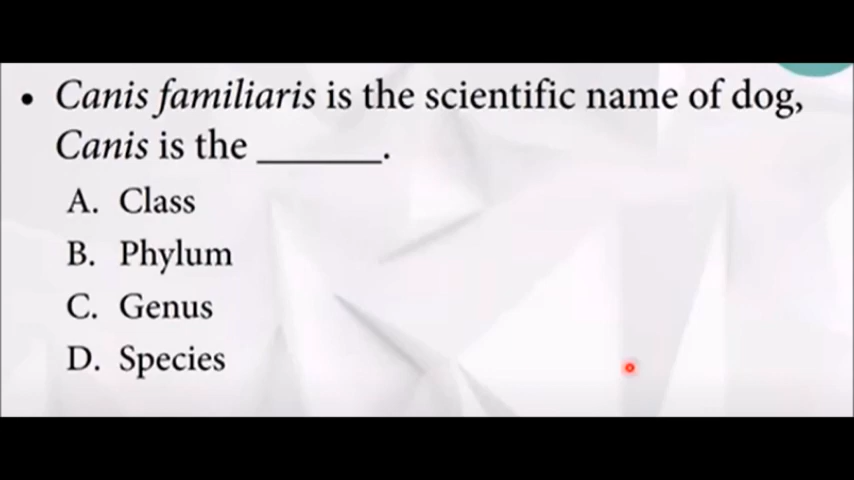 • Canis familiaris is the scientific name of dog,
Canis is the ______.
A. Class
B. Phylum
C. Genus
D. Species